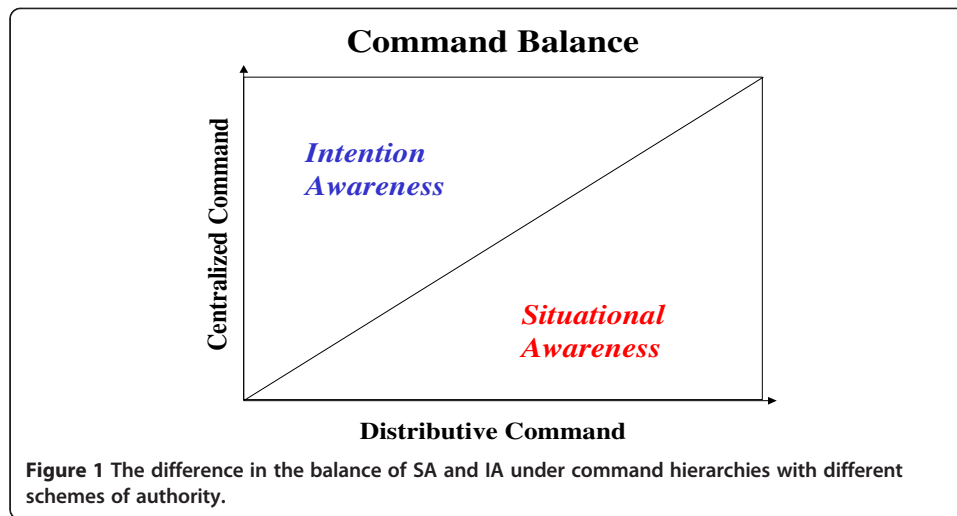 Command Balance
Centralized Command
Intention
Awareness
Situational
Awareness
Distributive Command
Figure 1 The difference in the balance of SA and IA under command hierarchies with different
schemes of authority.